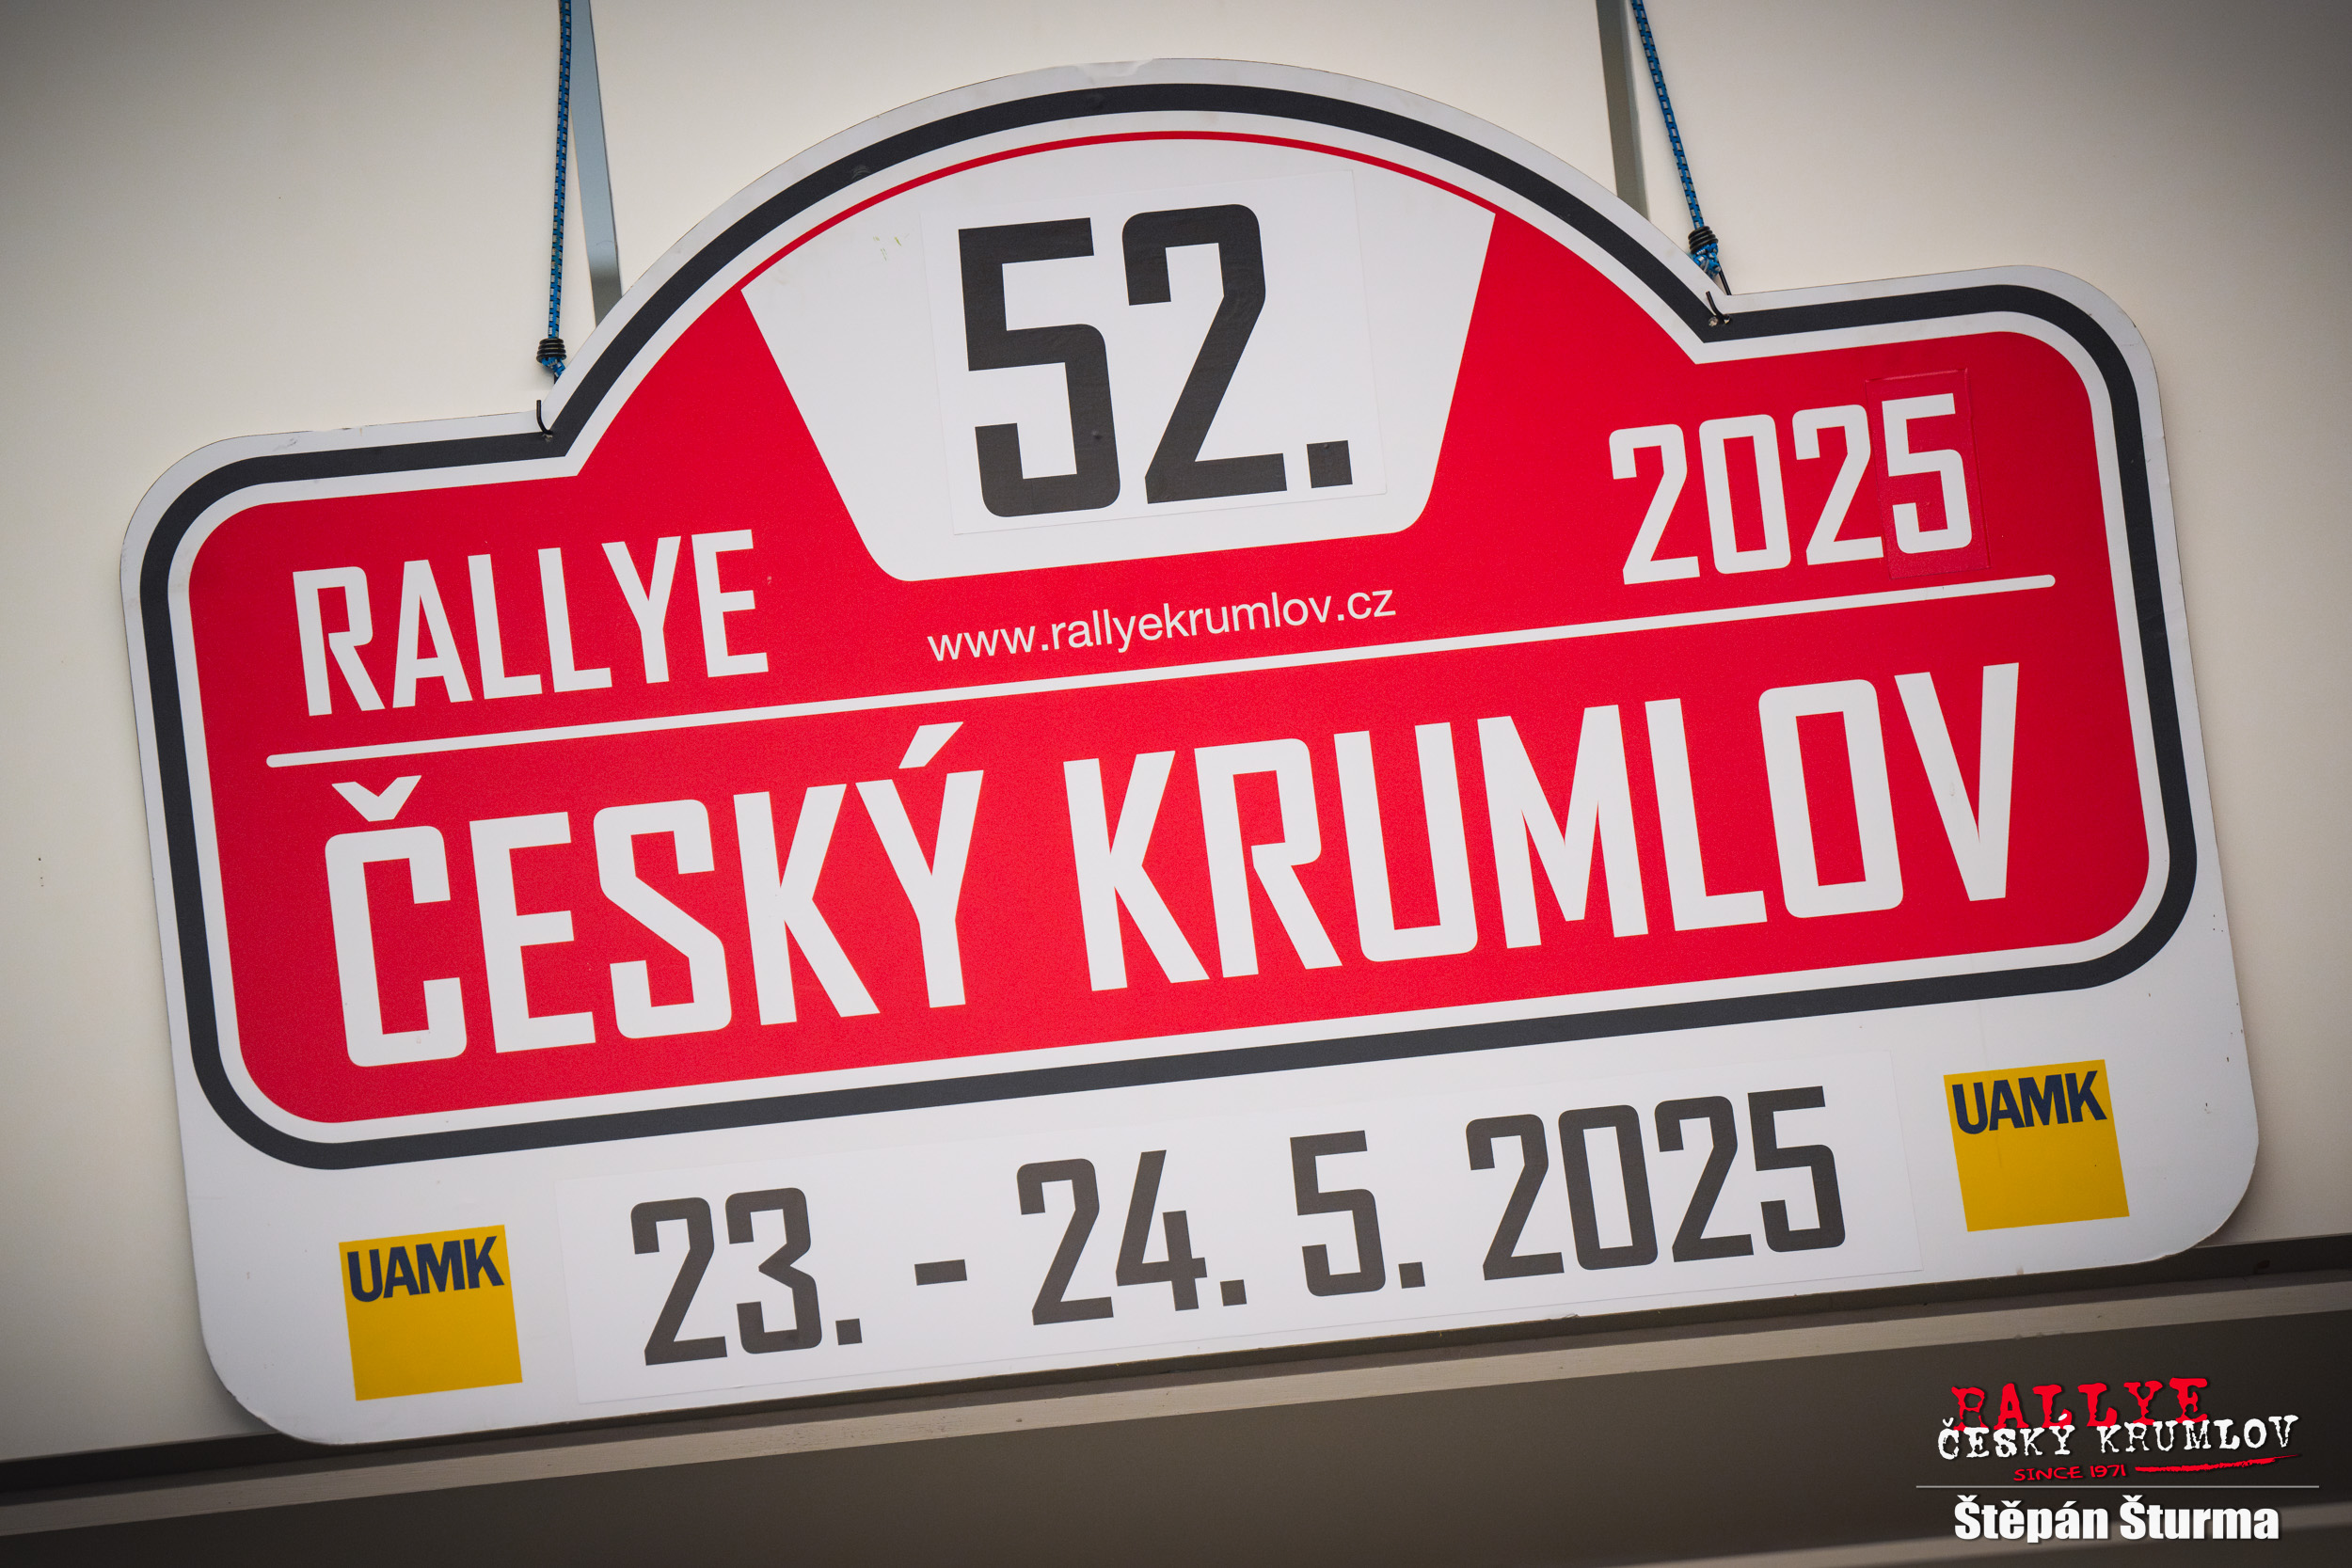 52.
RALLYE
2025
www.rallyekrumlov.cz
ČESKÝ KRUMLOV
UAMK
23. - 24. 5. 2025
UAMK
RALLYE
ČESKÝ KRUMLOV
SINCE 1971
Štěpán Šturma